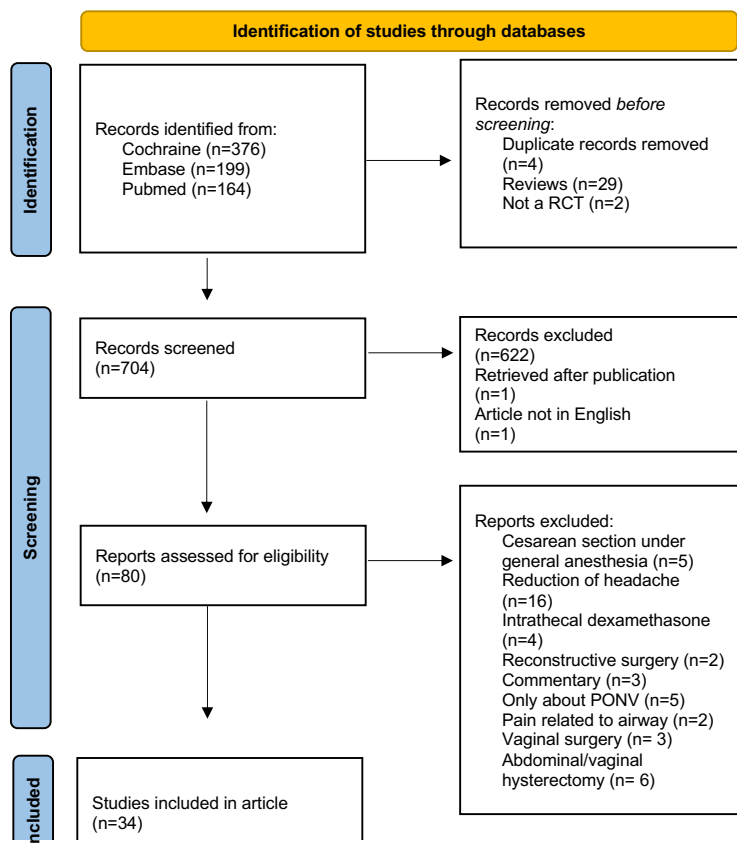 Identification of studies through databases
Identification
Records identified from:
Cochraine (n=376)
Embase (n=199)
Pubmed (n=164)
Records removed before
screening:
Duplicate records removed
(n=4)
Reviews (n=29)
Not a RCT (n=2)
Screening
Records screened
(n=704)
Records excluded
(n=622)
Retrieved after publication
(n=1)
Article not in English
(n=1)
Reports assessed for eligibility
(n=80)
Reports excluded:
Cesarean section under
general anesthesia (n=5)
Reduction of headache
(n=16)
Intrathecal dexamethasone
(n=4)
Reconstructive surgery (n=2)
Commentary (n=3)
Only about PONV (n=5)
Pain related to airway (n=2)
Vaginal surgery (n= 3)
Abdominal/vaginal
hysterectomy (n= 6)
ncluded
Studies included in article
(n=34)